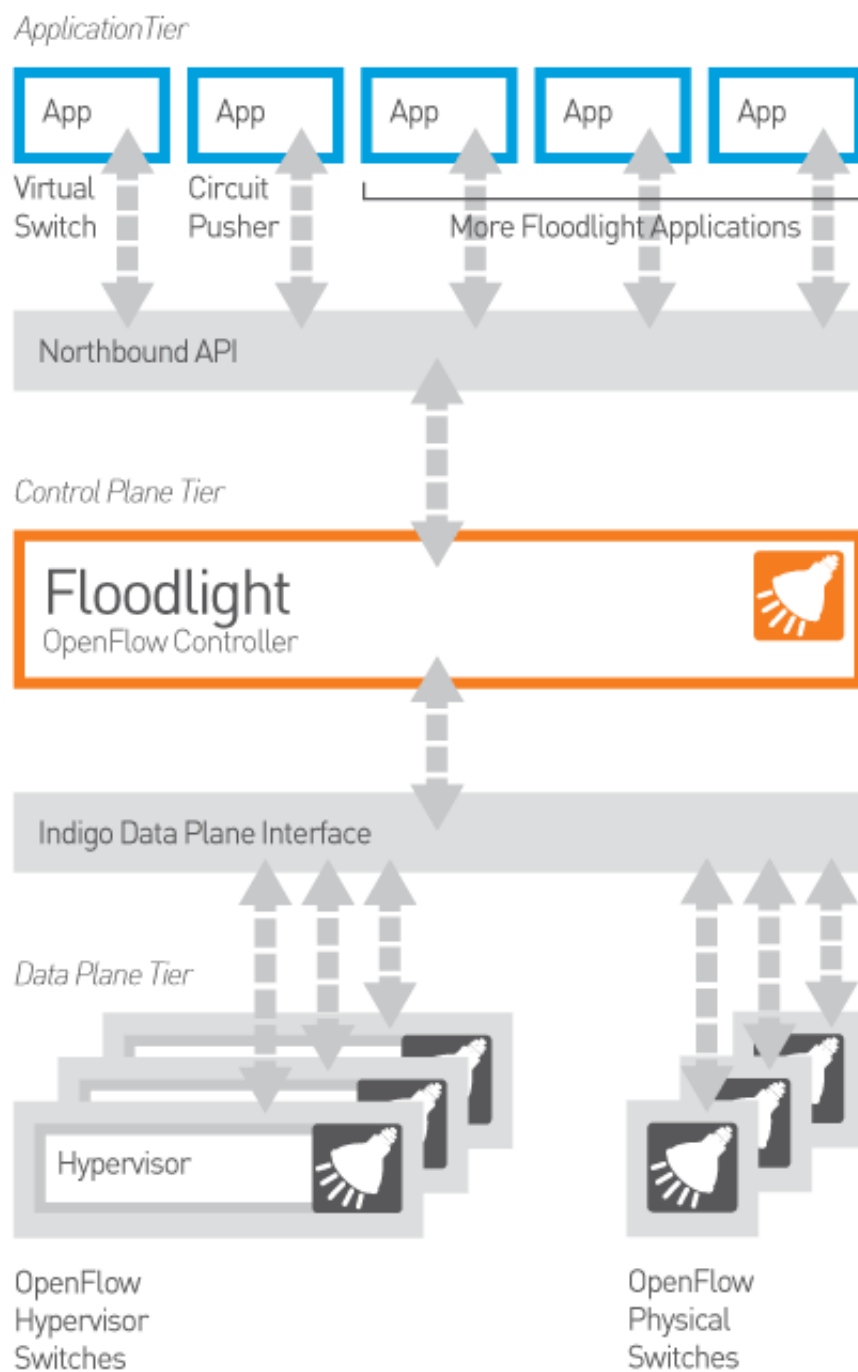 ApplicationTier
App App App App App
Virtual
Switch
Circuit
Pusher
More Floodlight Applications
Northbound API
Control Plane Tier
Floodlight
OpenFlow Controller
Indigo Data Plane Interface
Data Plane Tier
Hypervisor
OpenFlow
Hypervisor
Switches
OpenFlow
Physical
Switches